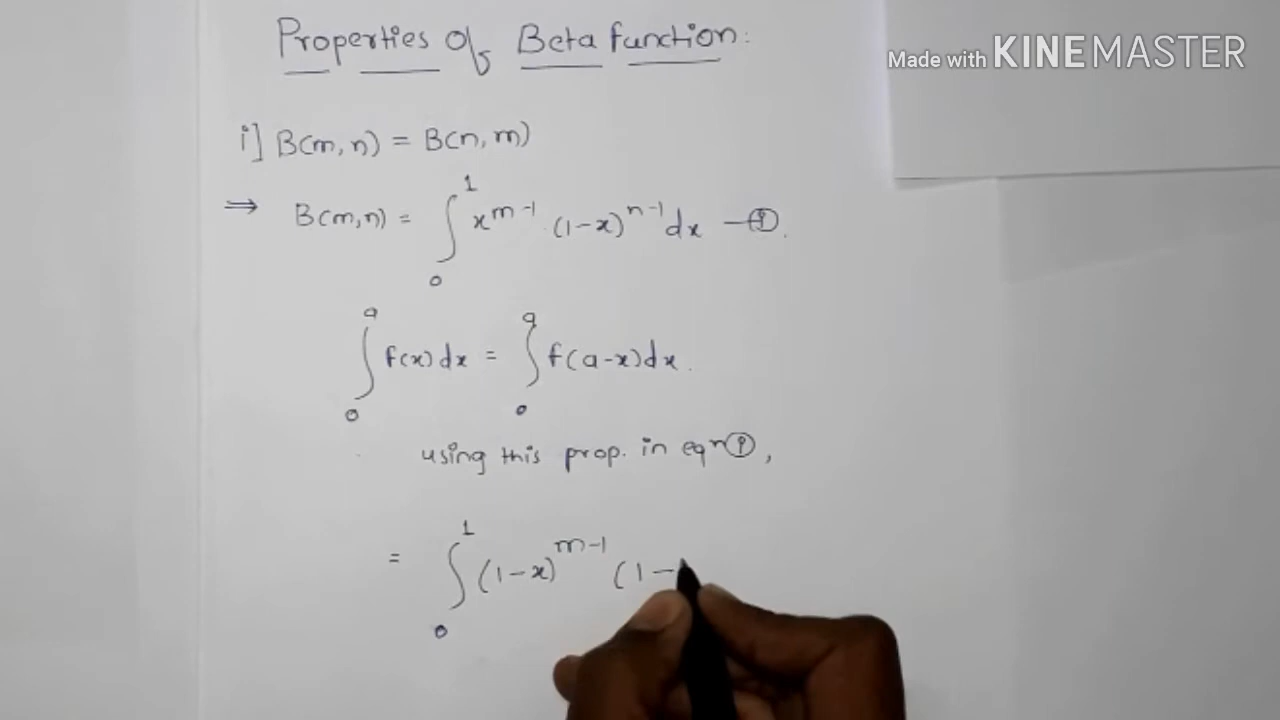 Properties of Beta function:
Made with KINEMASTER
i] B(m, n) = B(n, m)
⇒ B(m,n) = ∫₀¹ x^{m-1} (1-x)^{n-1} dx —①.
∫₀ᵃ f(x) dx = ∫₀ᵃ f(a-x) dx.
using this prop. in eqn ①,
= ∫₀¹ (1-x)^{m-1} (1-